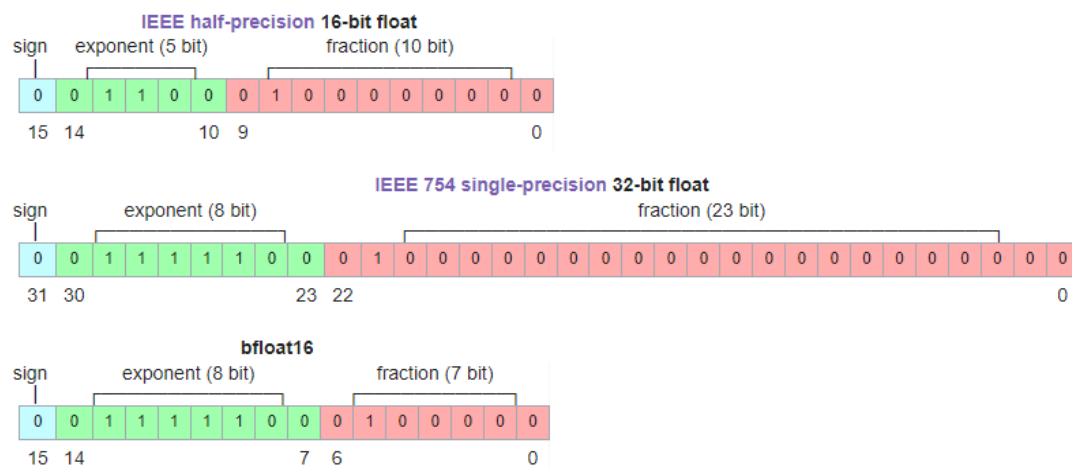 IEEE half-precision 16-bit float
sign exponent (5 bit) fraction (10 bit)
0 0 1 1 0 0 0 1 0 0 0 0 0 0 0 0
15 14 10 9 0
IEEE 754 single-precision 32-bit float
sign exponent (8 bit) fraction (23 bit)
0 0 1 1 1 1 1 0 0 0 1 0 0 0 0 0 0 0 0 0 0 0 0 0 0 0 0 0 0 0 0 0
31 30 23 22 0
bfloat16
sign exponent (8 bit) fraction (7 bit)
0 0 1 1 1 1 1 0 0 0 1 0 0 0 0 0
15 14 7 6 0